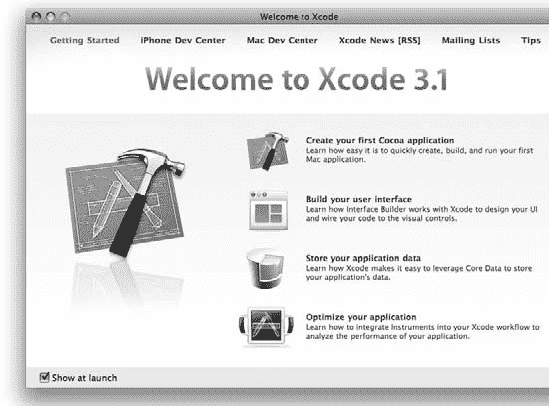 Welcome to Xcode
Getting Started iPhone Dev Center Mac Dev Center Xcode News [RSS] Mailing Lists Tips
Welcome to Xcode 3.1
Create your first Cocoa application
Learn how easy it is to quickly create, build, and run your first
Mac application.
Build your user interface
Learn how Interface Builder works with Xcode to design your UI
and wire your code to the visual controls.
Store your application data
Learn how Xcode makes it easy to leverage Core Data to store
your application's data.
Optimize your application
Learn how to integrate Instruments into your Xcode workflow to
analyze the performance of your application.
Show at launch